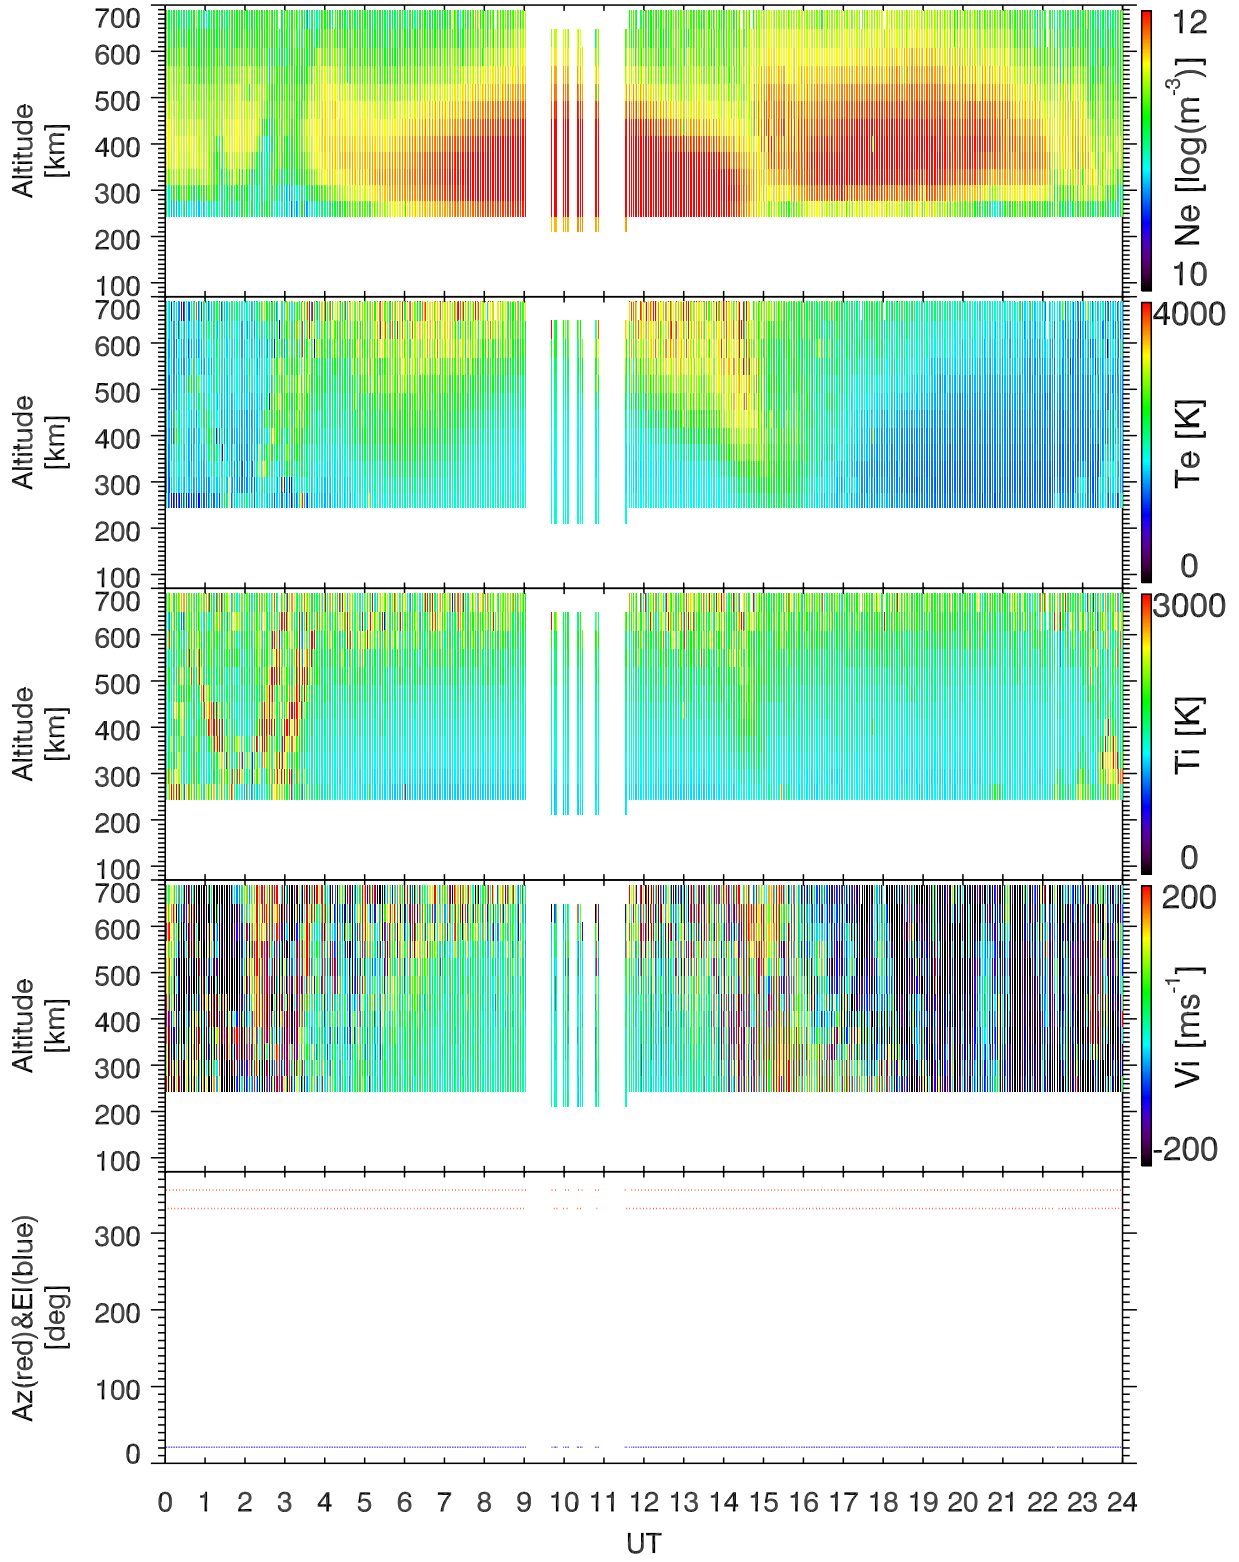 700
600
500
400
300
200
100
Altitude
[km]
12
10
Ne [log(m⁻³)]
700
600
500
400
300
200
100
Altitude
[km]
4000
0
Te [K]
700
600
500
400
300
200
100
Altitude
[km]
3000
0
Ti [K]
700
600
500
400
300
200
100
Altitude
[km]
200
-200
Vi [ms⁻¹]
300
200
100
0
Az(red)&El(blue)
[deg]
0 1 2 3 4 5 6 7 8 9 10 11 12 13 14 15 16 17 18 19 20 21 22 23 24
UT